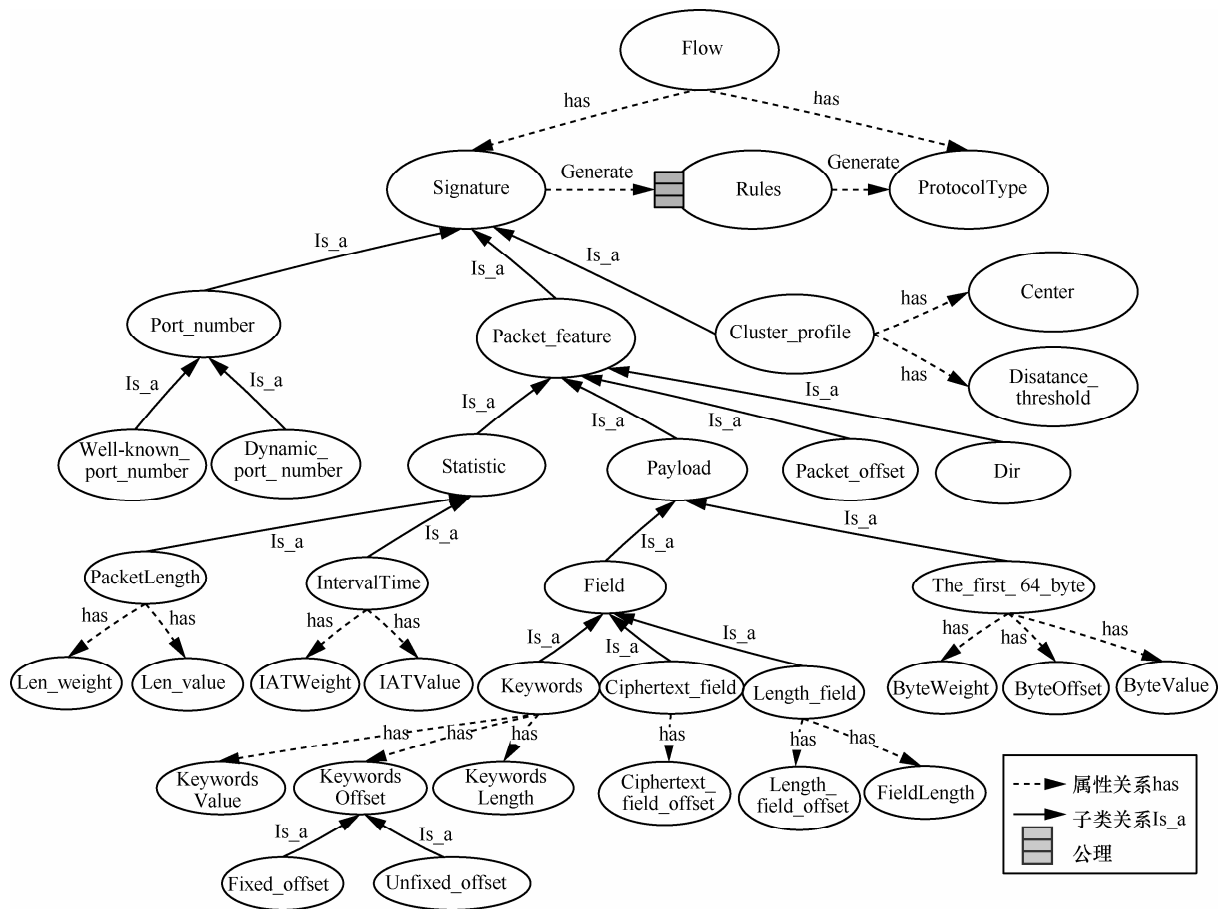 Flow
has
has
Signature
Generate
Rules
Generate
ProtocolType
Is_a
Is_a
Is_a
Port_number
Packet_feature
Cluster_profile
has
Center
has
Disatance_
threshold
Is_a
Is_a
Is_a
Is_a
Is_a
Is_a
Well-known_
port_number
Dynamic_
port_ number
Statistic
Payload
Packet_offset
Dir
Is_a
Is_a
Is_a
Is_a
PacketLength
IntervalTime
Field
The_first_ 64_byte
has
has
has
has
Is_a
Is_a
Is_a
has
has
has
Len_weight
Len_value
IATWeight
IATValue
Keywords
Ciphertext_field
Length_field
ByteWeight
ByteOffset
ByteValue
has
has
has
has
has
has
Keywords
Value
Keywords
Offset
Keywords
Length
Ciphertext_
field_offset
Length_
field_offset
FieldLength
Is_a
Is_a
Fixed_offset
Unfixed_offset
属性关系has
子类关系Is_a
公理